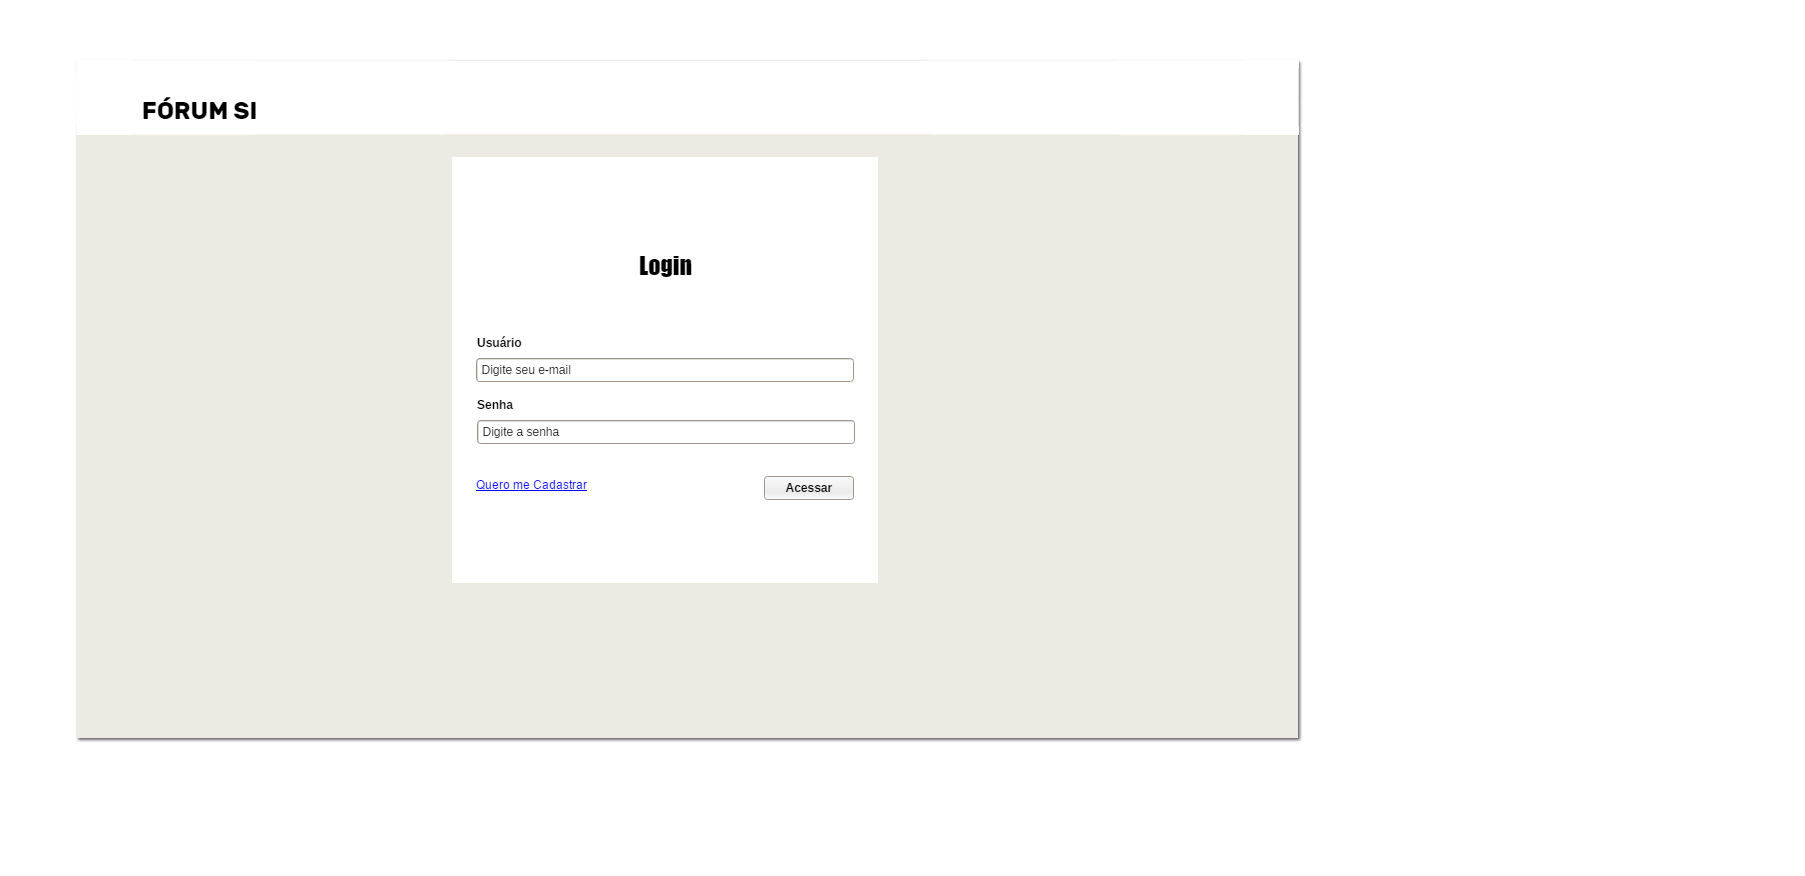 FÓRUM SI
Login
Usuário
Digite seu e-mail
Senha
Digite a senha
Quero me Cadastrar
Acessar